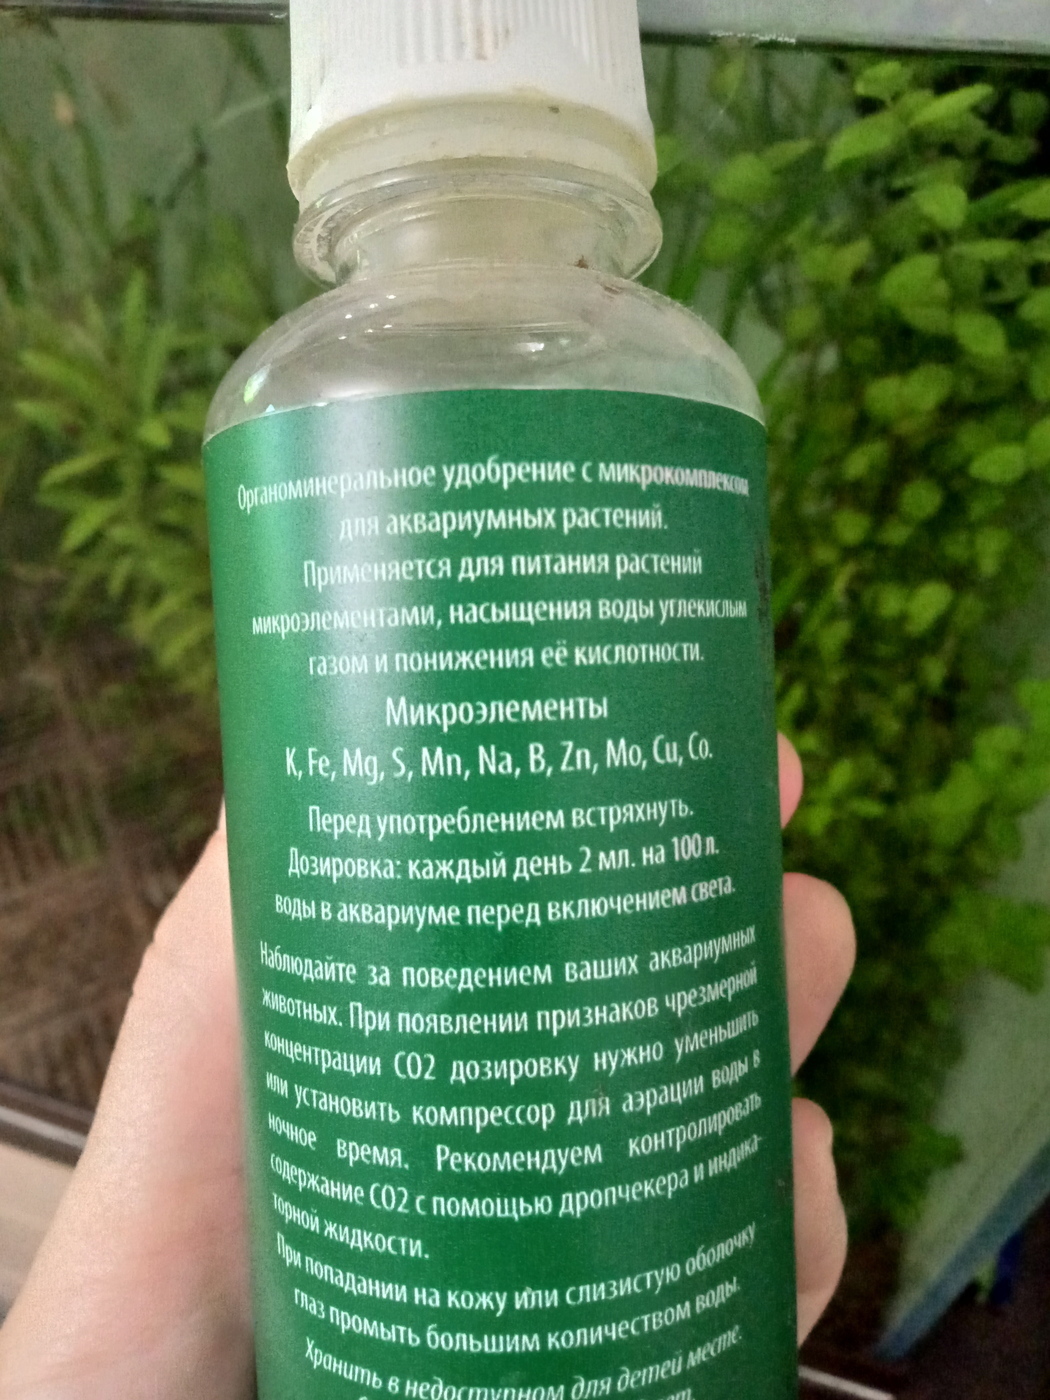 Органоминеральное удобрение с микрокомплексом
для аквариумных растений.
Применяется для питания растений
микроэлементами, насыщения воды углекислым
газом и понижения её кислотности.
Микроэлементы
K, Fe, Mg, S, Mn, Na, B, Zn, Mo, Cu, Co.
Перед употреблением встряхнуть.
Дозировка: каждый день 2 мл. на 100 л.
воды в аквариуме перед включением света.
Наблюдайте за поведением ваших аквариумных
животных. При появлении признаков чрезмерной
концентрации СО2 дозировку нужно уменьшить
или установить компрессор для аэрации воды в
ночное время. Рекомендуем контролировать
содержание СО2 с помощью дропчекера и индика-
торной жидкости.
При попадании на кожу или слизистую оболочку
глаз промыть большим количеством воды.
Хранить в недоступном для детей месте.